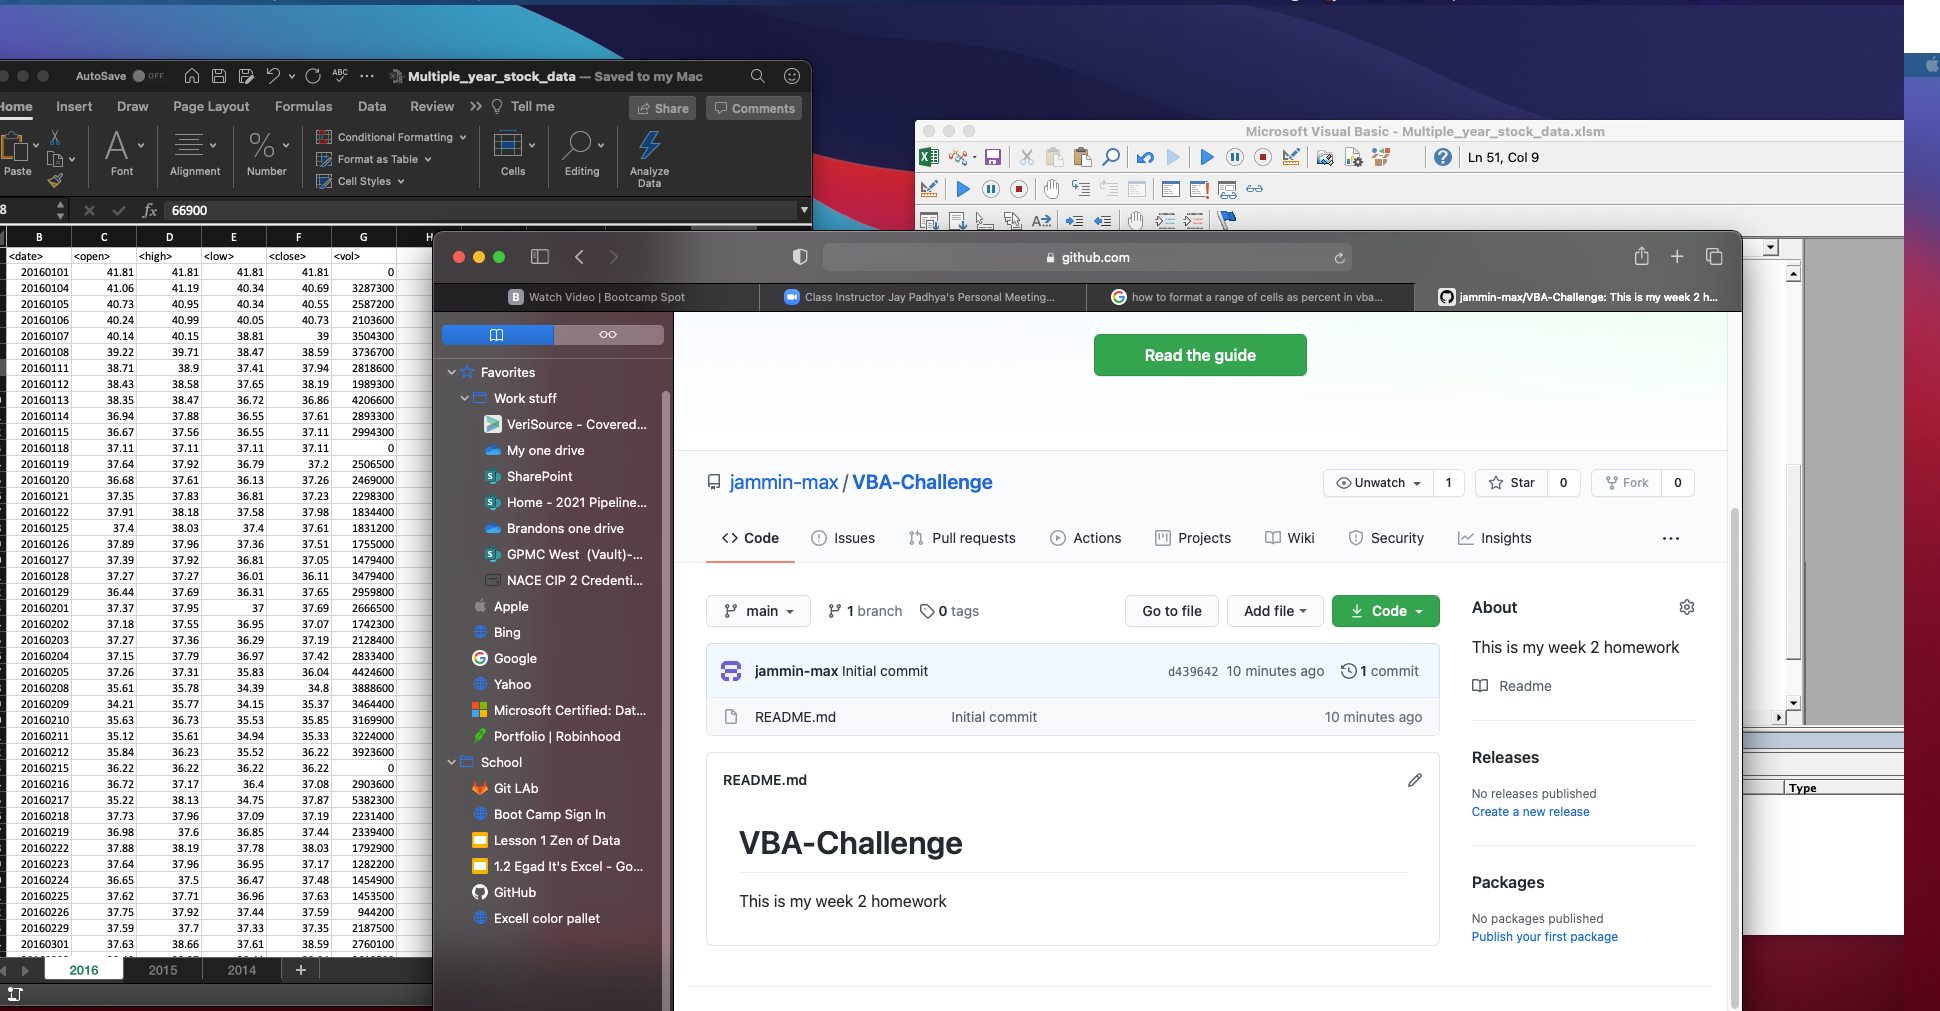 AutoSave OFF ABC ... Multiple_year_stock_data — Saved to my Mac
Home Insert Draw Page Layout Formulas Data Review >> Tell me Share Comments
Paste Font Alignment Number Conditional Formatting Format as Table Cell Styles Cells Editing Analyze Data
8 fx 66900
B C D E F G H
<date> <open> <high> <low> <close> <vol>
20160101 41.81 41.81 41.81 41.81 0
20160104 41.06 41.19 40.34 40.69 3287300
20160105 40.73 40.95 40.34 40.55 2587200
20160106 40.24 40.99 40.05 40.73 2103600
20160107 40.14 40.15 38.81 39 3504300
20160108 39.22 39.71 38.47 38.59 3736700
20160111 38.71 38.9 37.41 37.94 2818600
20160112 38.43 38.58 37.65 38.19 1989300
20160113 38.35 38.47 36.72 36.86 4206600
20160114 36.94 37.88 36.55 37.61 2893300
20160115 36.67 37.56 36.55 37.11 2994300
20160118 37.11 37.11 37.11 37.11 0
20160119 37.64 37.92 36.79 37.2 2506500
20160120 36.68 37.61 36.13 37.26 2469000
20160121 37.35 37.83 36.81 37.23 2298300
20160122 37.91 38.18 37.58 37.98 1834400
20160125 37.4 38.03 37.4 37.61 1831200
20160126 37.89 37.96 37.36 37.51 1755000
20160127 37.39 37.92 36.81 37.05 1479400
20160128 37.27 37.27 36.01 36.11 3479400
20160129 36.44 37.69 36.31 37.65 2959800
20160201 37.37 37.95 37 37.69 2666500
20160202 37.18 37.55 36.95 37.07 1742300
20160203 37.27 37.36 36.29 37.19 2128400
20160204 37.15 37.79 36.97 37.42 2833400
20160205 37.26 37.31 35.83 36.04 4424600
20160208 35.61 35.78 34.39 34.8 3888600
20160209 34.21 35.77 34.15 35.37 3464400
20160210 35.63 36.73 35.53 35.85 3169900
20160211 35.12 35.61 34.94 35.33 3224000
20160212 35.84 36.23 35.52 36.22 3923600
20160215 36.22 36.22 36.22 36.22 0
20160216 36.72 37.17 36.4 37.08 2903600
20160217 35.22 38.13 34.75 37.87 5382300
20160218 37.73 37.96 37.09 37.19 2231400
20160219 36.98 37.6 36.85 37.44 2339400
20160222 37.88 38.19 37.78 38.03 1792900
20160223 37.64 37.96 36.95 37.17 1282200
20160224 36.65 37.5 36.47 37.48 1454900
20160225 37.62 37.71 36.96 37.63 1453500
20160226 37.75 37.92 37.44 37.59 944200
20160229 37.59 37.7 37.33 37.35 2187500
20160301 37.63 38.66 37.61 38.59 2760100
2016 2015 2014 +
Microsoft Visual Basic - Multiple_year_stock_data.xlsm
Ln 51, Col 9
Type
github.com
B Watch Video | Bootcamp Spot
Class Instructor Jay Padhya's Personal Meeting...
how to format a range of cells as percent in vba...
jammin-max/VBA-Challenge: This is my week 2 h...
Favorites
Work stuff
VeriSource - Covered...
My one drive
SharePoint
Home - 2021 Pipeline...
Brandons one drive
GPMC West (Vault)-...
NACE CIP 2 Credenti...
Apple
Bing
Google
Yahoo
Microsoft Certified: Dat...
Portfolio | Robinhood
School
Git LAb
Boot Camp Sign In
Lesson 1 Zen of Data
1.2 Egad It's Excel - Go...
GitHub
Excell color pallet
Read the guide
jammin-max / VBA-Challenge
Unwatch 1 Star 0 Fork 0
<> Code Issues Pull requests Actions Projects Wiki Security Insights ...
main 1 branch 0 tags Go to file Add file Code
jammin-max Initial commit d439642 10 minutes ago 1 commit
README.md Initial commit 10 minutes ago
README.md
VBA-Challenge
This is my week 2 homework
About
This is my week 2 homework
Readme
Releases
No releases published
Create a new release
Packages
No packages published
Publish your first package